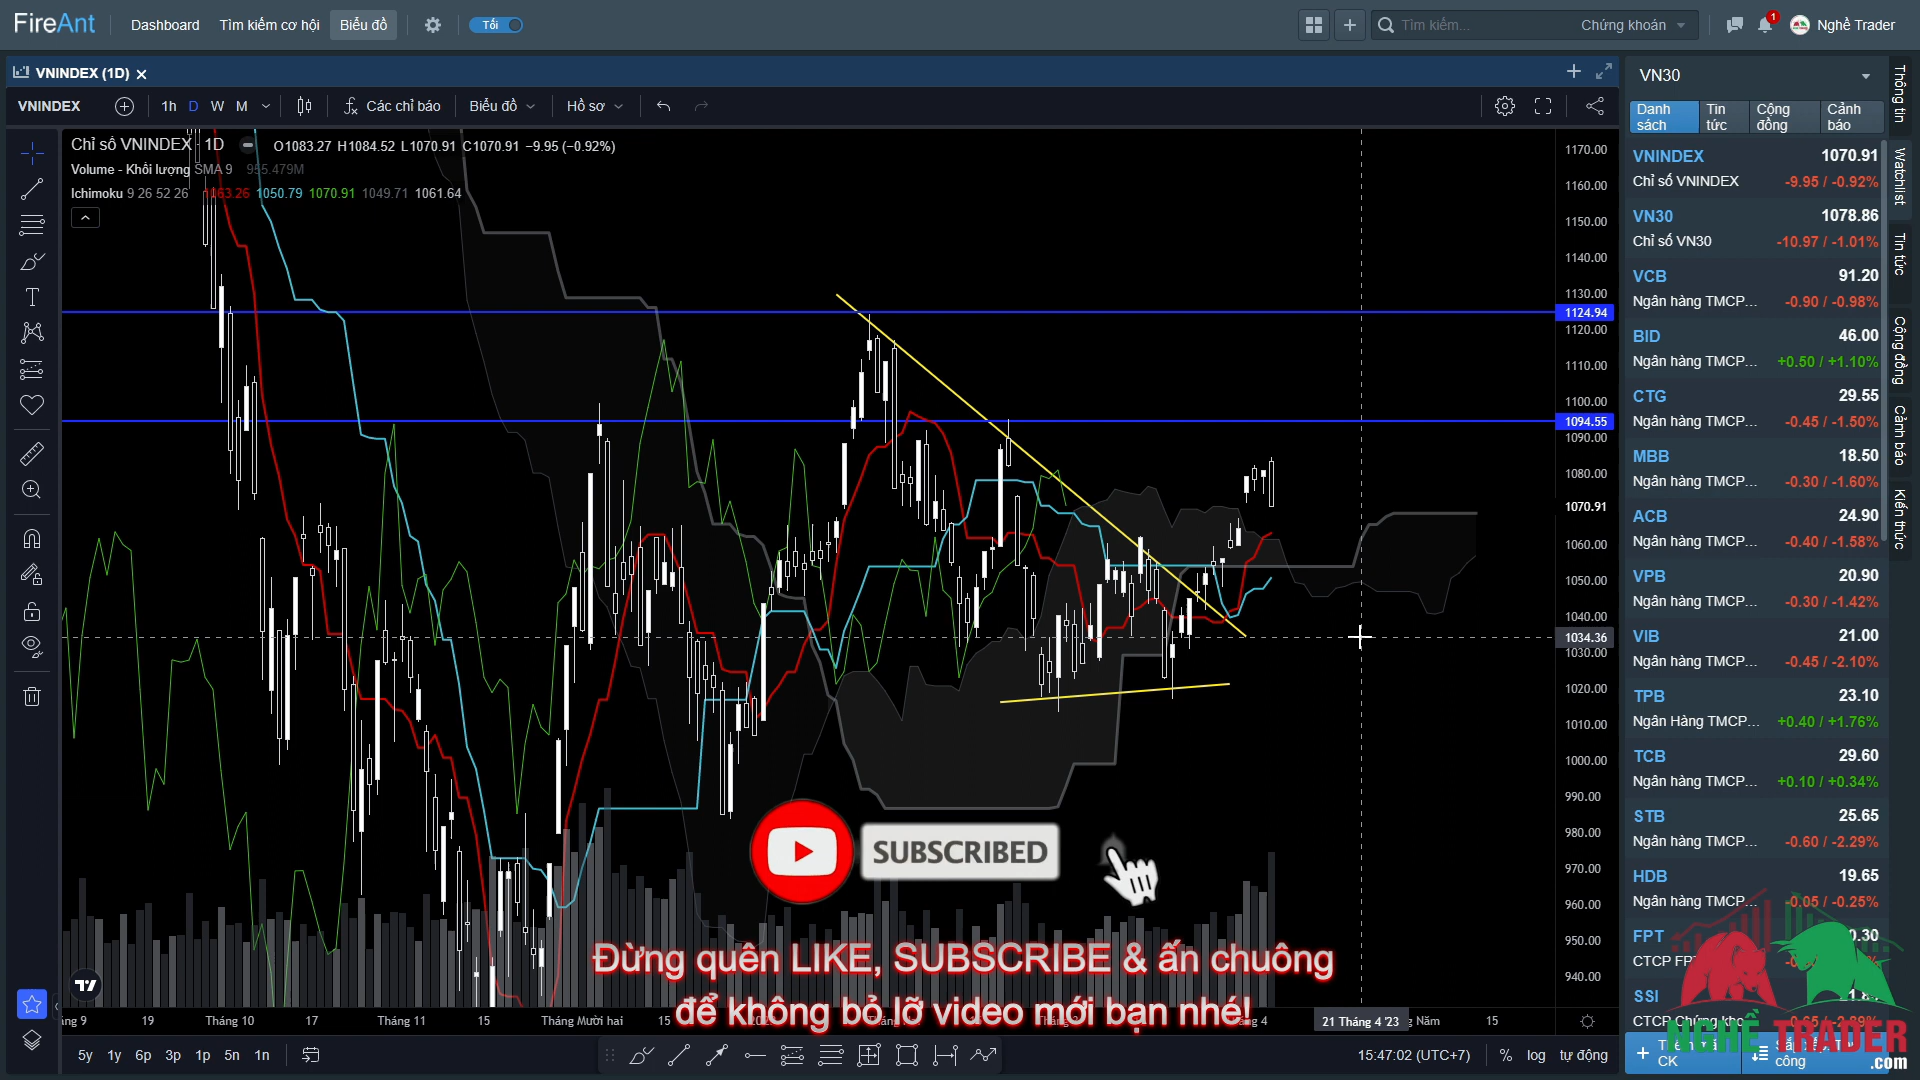 FireAnt
Dashboard
Tìm kiếm cơ hội
Biểu đồ
Tối
Tìm kiếm...
Chứng khoán
1
Nghề Trader
VNINDEX (1D)
VNINDEX
1h
D
W
M
Các chỉ báo
Biểu đồ
Hồ sơ
Chỉ số VNINDEX 1D
O1083.27 H1084.52 L1070.91 C1070.91 −9.95 (−0.92%)
Volume - Khối lượng SMA 9 955.479M
Ichimoku 9 26 52 26 1063.26 1050.79 1070.91 1049.71 1061.64
1170.00
1160.00
1150.00
1140.00
1130.00
1124.94
1120.00
1110.00
1100.00
1094.55
1090.00
1080.00
1070.91
1060.00
1050.00
1040.00
1034.36
1030.00
1020.00
1010.00
1000.00
990.00
980.00
970.00
960.00
950.00
940.00
19
Tháng 10
17
Tháng 11
15
Tháng Mười hai
15
21 Tháng 4 '23
Năm
15
SUBSCRIBED
Đừng quên LIKE, SUBSCRIBE & ấn chuông
để không bỏ lỡ video mới bạn nhé!
5y
1y
6p
3p
1p
5n
1n
15:47:02 (UTC+7)
%
log
tự động
VN30
Danh sách
Tin tức
Cộng đồng
Cảnh báo
VNINDEX 1070.91
Chỉ số VNINDEX -9.95 / -0.92%
VN30 1078.86
Chỉ số VN30 -10.97 / -1.01%
VCB 91.20
Ngân hàng TMCP... -0.90 / -0.98%
BID 46.00
Ngân hàng TMCP... +0.50 / +1.10%
CTG 29.55
Ngân hàng TMCP... -0.45 / -1.50%
MBB 18.50
Ngân hàng TMCP... -0.30 / -1.60%
ACB 24.90
Ngân hàng TMCP... -0.40 / -1.58%
VPB 20.90
Ngân hàng TMCP... -0.30 / -1.42%
VIB 21.00
Ngân hàng TMCP... -0.45 / -2.10%
TPB 23.10
Ngân Hàng TMCP... +0.40 / +1.76%
TCB 29.60
Ngân hàng TMCP... +0.10 / +0.34%
STB 25.65
Ngân hàng TMCP... -0.60 / -2.29%
HDB 19.65
Ngân hàng TMCP... -0.05 / -0.25%
FPT
CTCP
SSI
CTCP Chứng
CK
công
NGHỀ TRADER
.com
Thông tin
Watchlist
Tin tức
Cộng đồng
Cảnh báo
Kiến thức